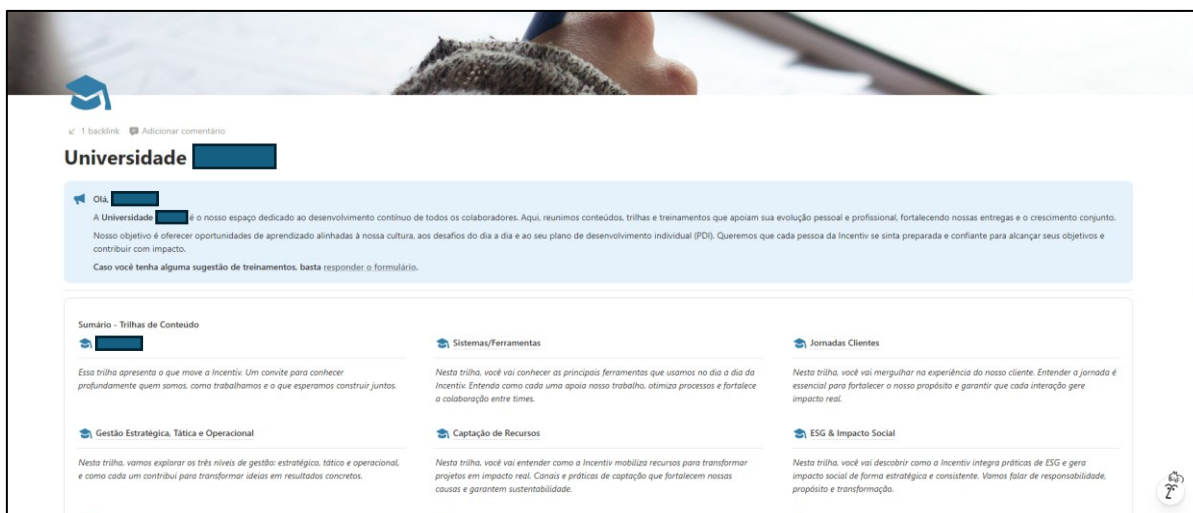 1 backlink Adicionar comentário
Universidade
Olá,
A Universidade é o nosso espaço dedicado ao desenvolvimento contínuo de todos os colaboradores. Aqui, reunimos conteúdos, trilhas e treinamentos que apoiam sua evolução pessoal e profissional, fortalecendo nossas entregas e o crescimento conjunto.
Nosso objetivo é oferecer oportunidades de aprendizado alinhadas à nossa cultura, aos desafios do dia a dia e ao seu plano de desenvolvimento individual (PDI). Queremos que cada pessoa da Incentiv se sinta preparada e confiante para alcançar seus objetivos e
contribuir com impacto.
Caso você tenha alguma sugestão de treinamentos, basta responder o formulário.
Sumário - Trilhas de Conteúdo
Essa trilha apresenta o que move a Incentiv. Um convite para conhecer
profundamente quem somos, como trabalhamos e o que esperamos construir juntos.
Sistemas/Ferramentas
Nesta trilha, você vai conhecer as principais ferramentas que usamos no dia a dia da
Incentiv. Entenda como cada uma apoia nosso trabalho, otimiza processos e fortalece
a colaboração entre times.
Jornadas Clientes
Nesta trilha, você vai mergulhar na experiência do nosso cliente. Entender a jornada é
essencial para fortalecer o nosso propósito e garantir que cada interação gere
impacto real.
Gestão Estratégica, Tática e Operacional
Nesta trilha, vamos explorar os três níveis de gestão: estratégico, tático e operacional,
e como cada um contribui para transformar ideias em resultados concretos.
Captação de Recursos
Nesta trilha, você vai entender como a Incentiv mobiliza recursos para transformar
projetos em impacto real. Canais e práticas de captação que fortalecem nossas
causas e garantem sustentabilidade.
ESG & Impacto Social
Nesta trilha, você vai descobrir como a Incentiv integra práticas de ESG e gera
impacto social de forma estratégica e consistente. Vamos falar de responsabilidade,
propósito e transformação.